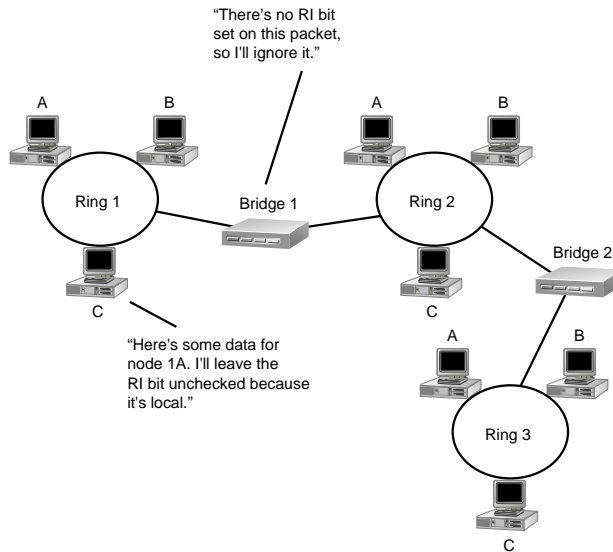 “There’s no RI bit
set on this packet,
so I’ll ignore it.”
A
B
A
B
Ring 1
Bridge 1
Ring 2
Bridge 2
C
C
“Here’s some data for
node 1A. I’ll leave the
RI bit unchecked because
it’s local.”
A
B
Ring 3
C